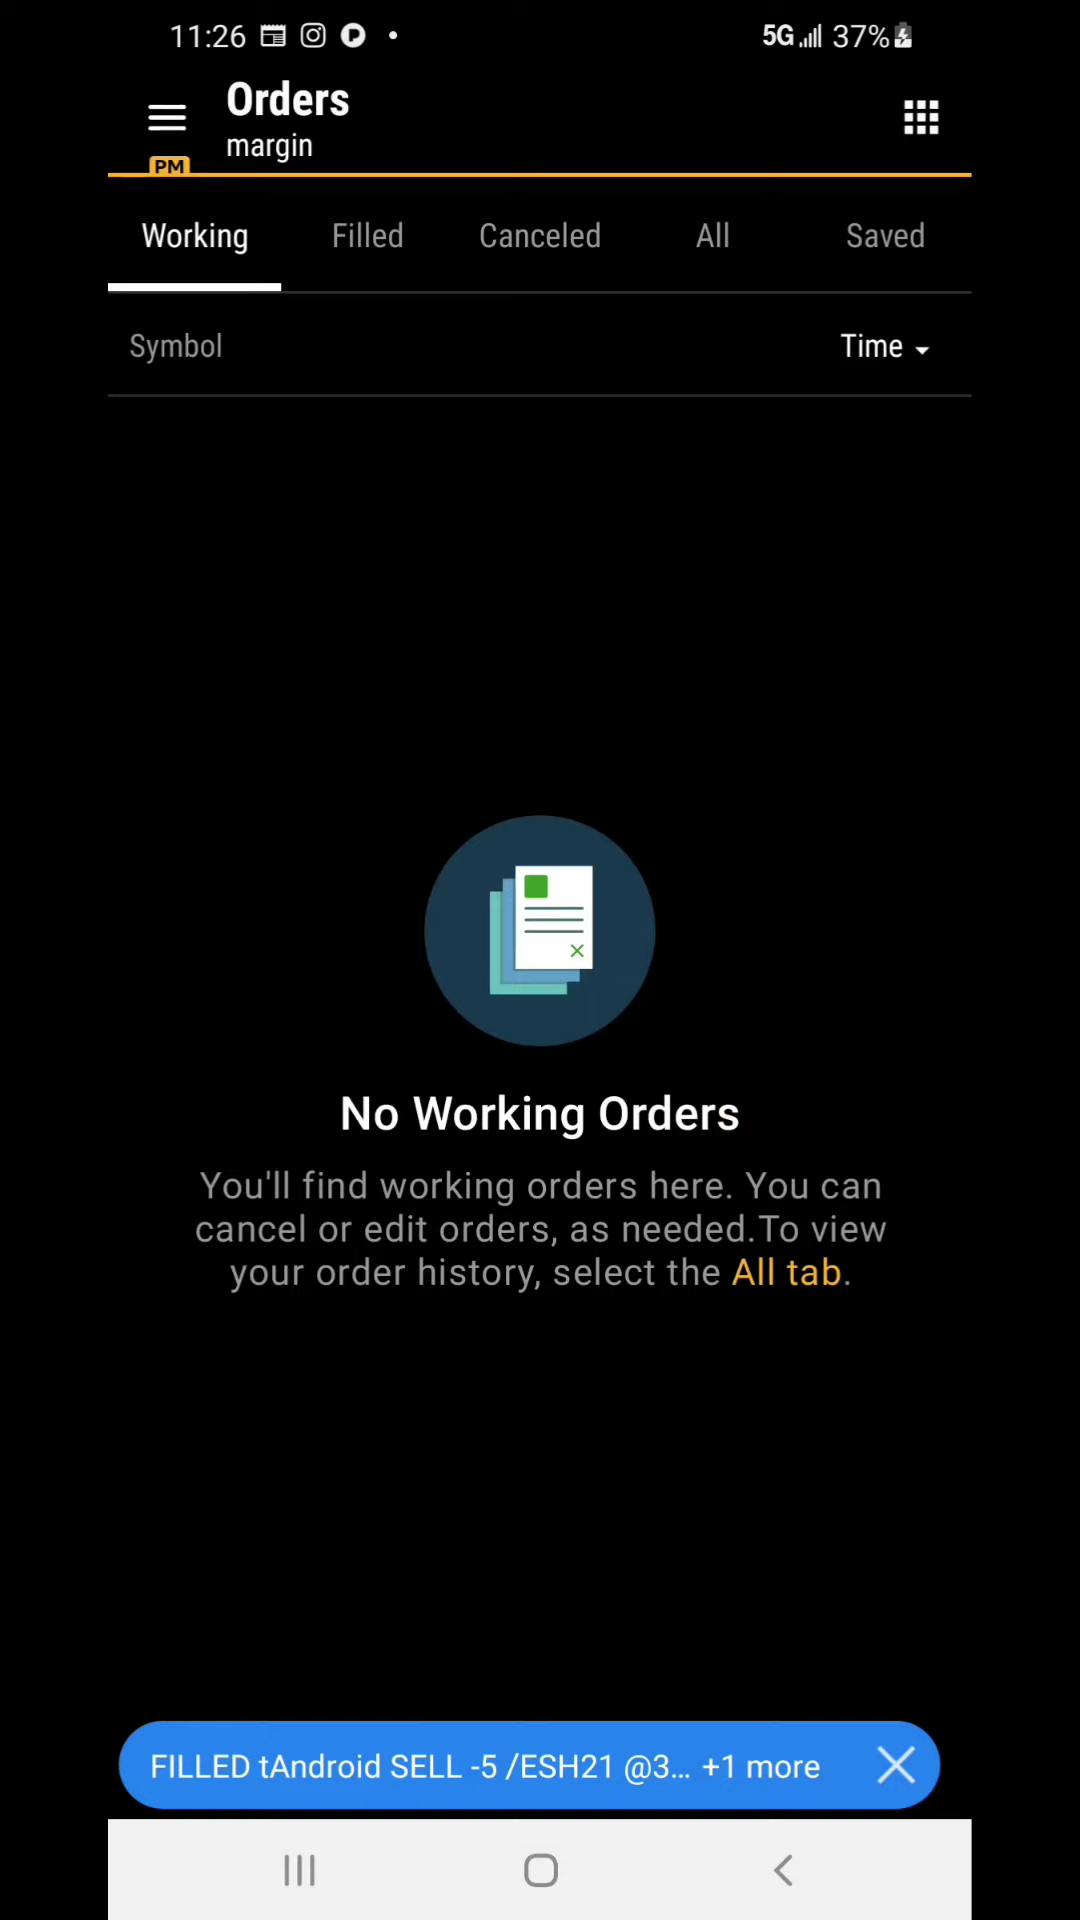 11:26
5G 37%
Orders
margin
PM
Working Filled Canceled All Saved
Symbol Time
No Working Orders
You'll find working orders here. You can
cancel or edit orders, as needed.To view
your order history, select the All tab.
FILLED tAndroid SELL -5 /ESH21 @3... +1 more